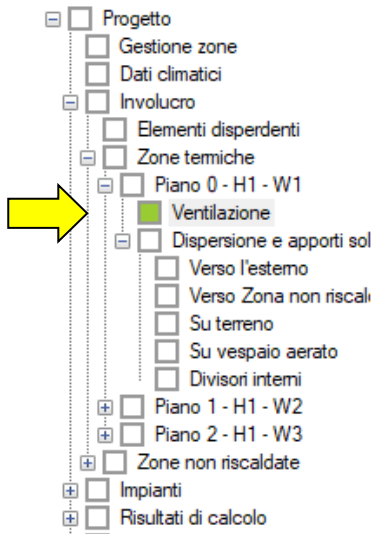 Progetto
Gestione zone
Dati climatici
Involucro
Elementi disperdenti
Zone termiche
Piano 0 - H1 - W1
Ventilazione
Dispersione e apporti sol
Verso l'esterno
Verso Zona non riscal
Su terreno
Su vespaio aerato
Divisori interni
Piano 1 - H1 - W2
Piano 2 - H1 - W3
Zone non riscaldate
Impianti
Risultati di calcolo